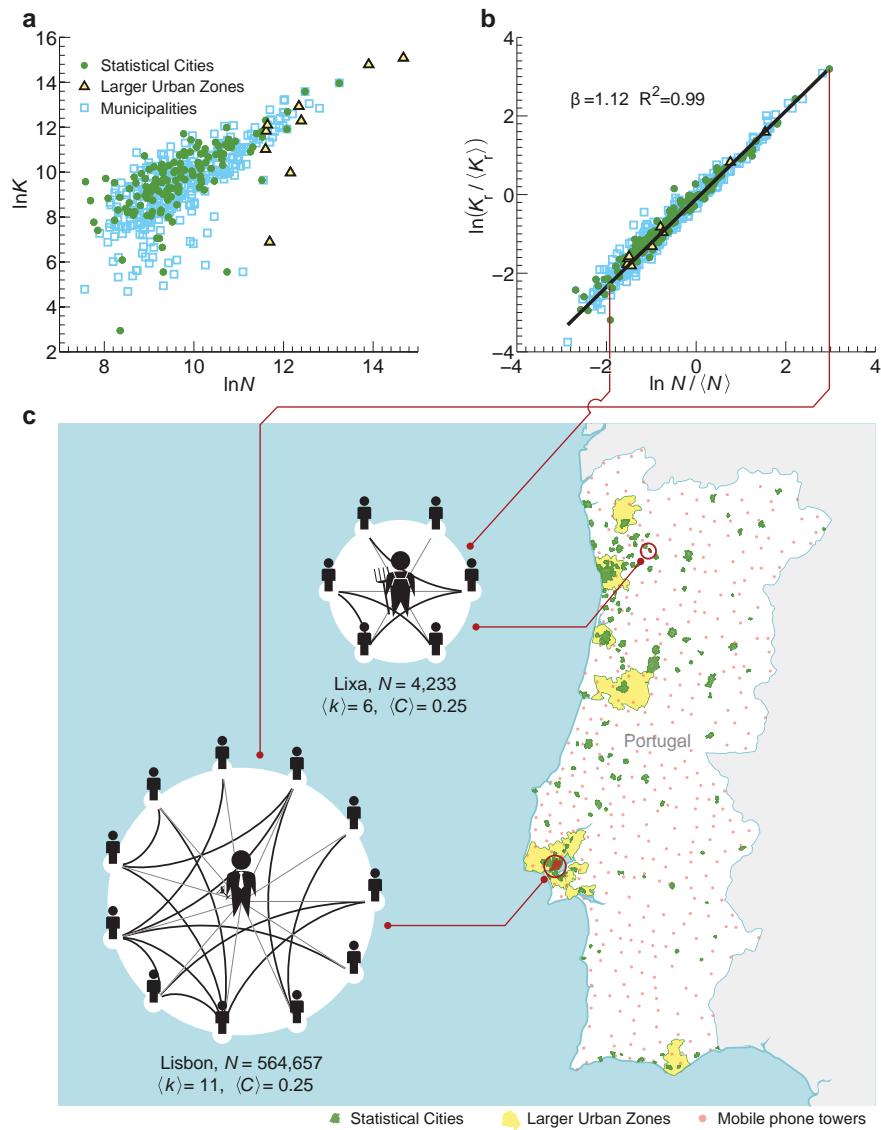 a
16
14
12
10
8
6
4
2
lnK
8
10
12
14
lnN
Statistical Cities
Larger Urban Zones
Municipalities
b
4
2
0
−2
−4
ln(Kr / ⟨Kr⟩)
β=1.12 R²=0.99
−4
−2
0
2
4
ln N / ⟨N⟩
c
Lixa, N = 4,233
⟨k⟩= 6, ⟨C⟩= 0.25
Portugal
Lisbon, N = 564,657
⟨k⟩= 11, ⟨C⟩= 0.25
Statistical Cities
Larger Urban Zones
Mobile phone towers